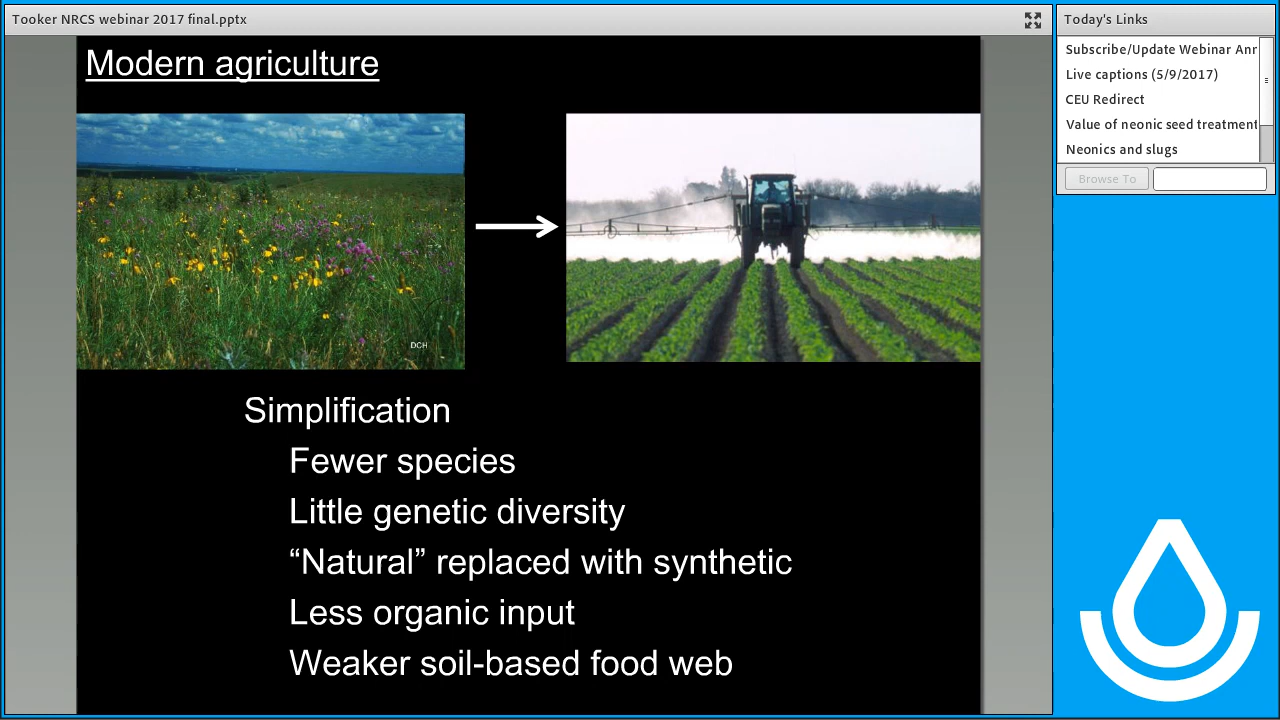 Tooker NRCS webinar 2017 final.pptx
Modern agriculture
DCH
Simplification
Fewer species
Little genetic diversity
“Natural” replaced with synthetic
Less organic input
Weaker soil-based food web
Today's Links
Subscribe/Update Webinar Anr
Live captions (5/9/2017)
CEU Redirect
Value of neonic seed treatment
Neonics and slugs
Browse To